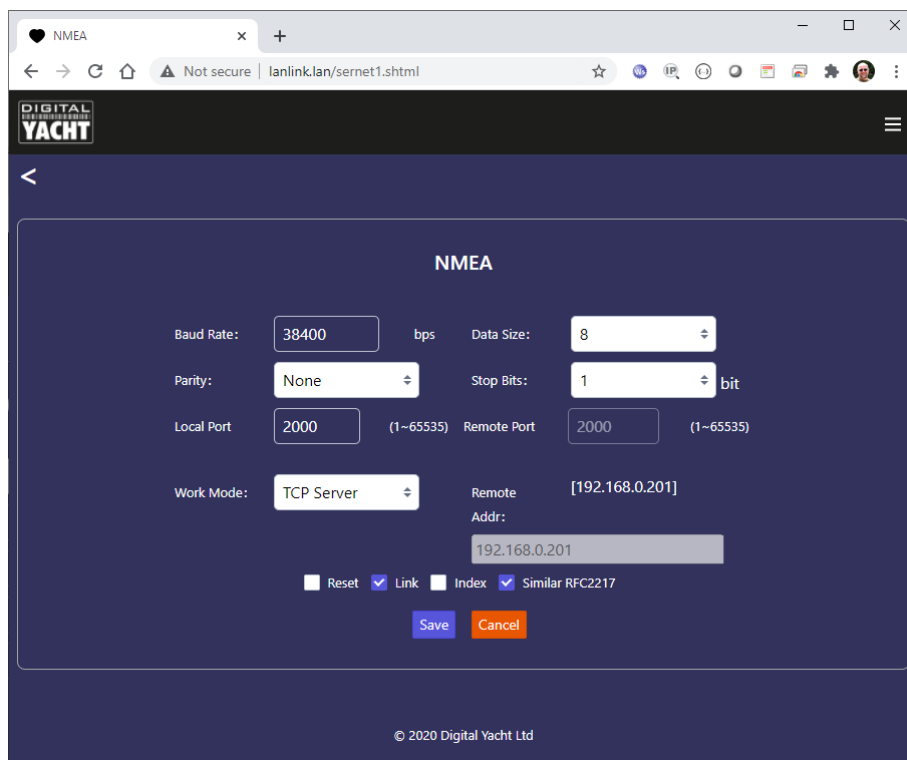 NMEA
Not secure
lanlink.lan/sernet1.shtml
DIGITAL
YACHT
<
NMEA
Baud Rate: 38400 bps Data Size: 8
Parity: None Stop Bits: 1 bit
Local Port 2000 (1~65535) Remote Port 2000 (1~65535)
Work Mode: TCP Server Remote [192.168.0.201]
Addr:
192.168.0.201
Reset Link Index Similar RFC2217
Save Cancel
© 2020 Digital Yacht Ltd